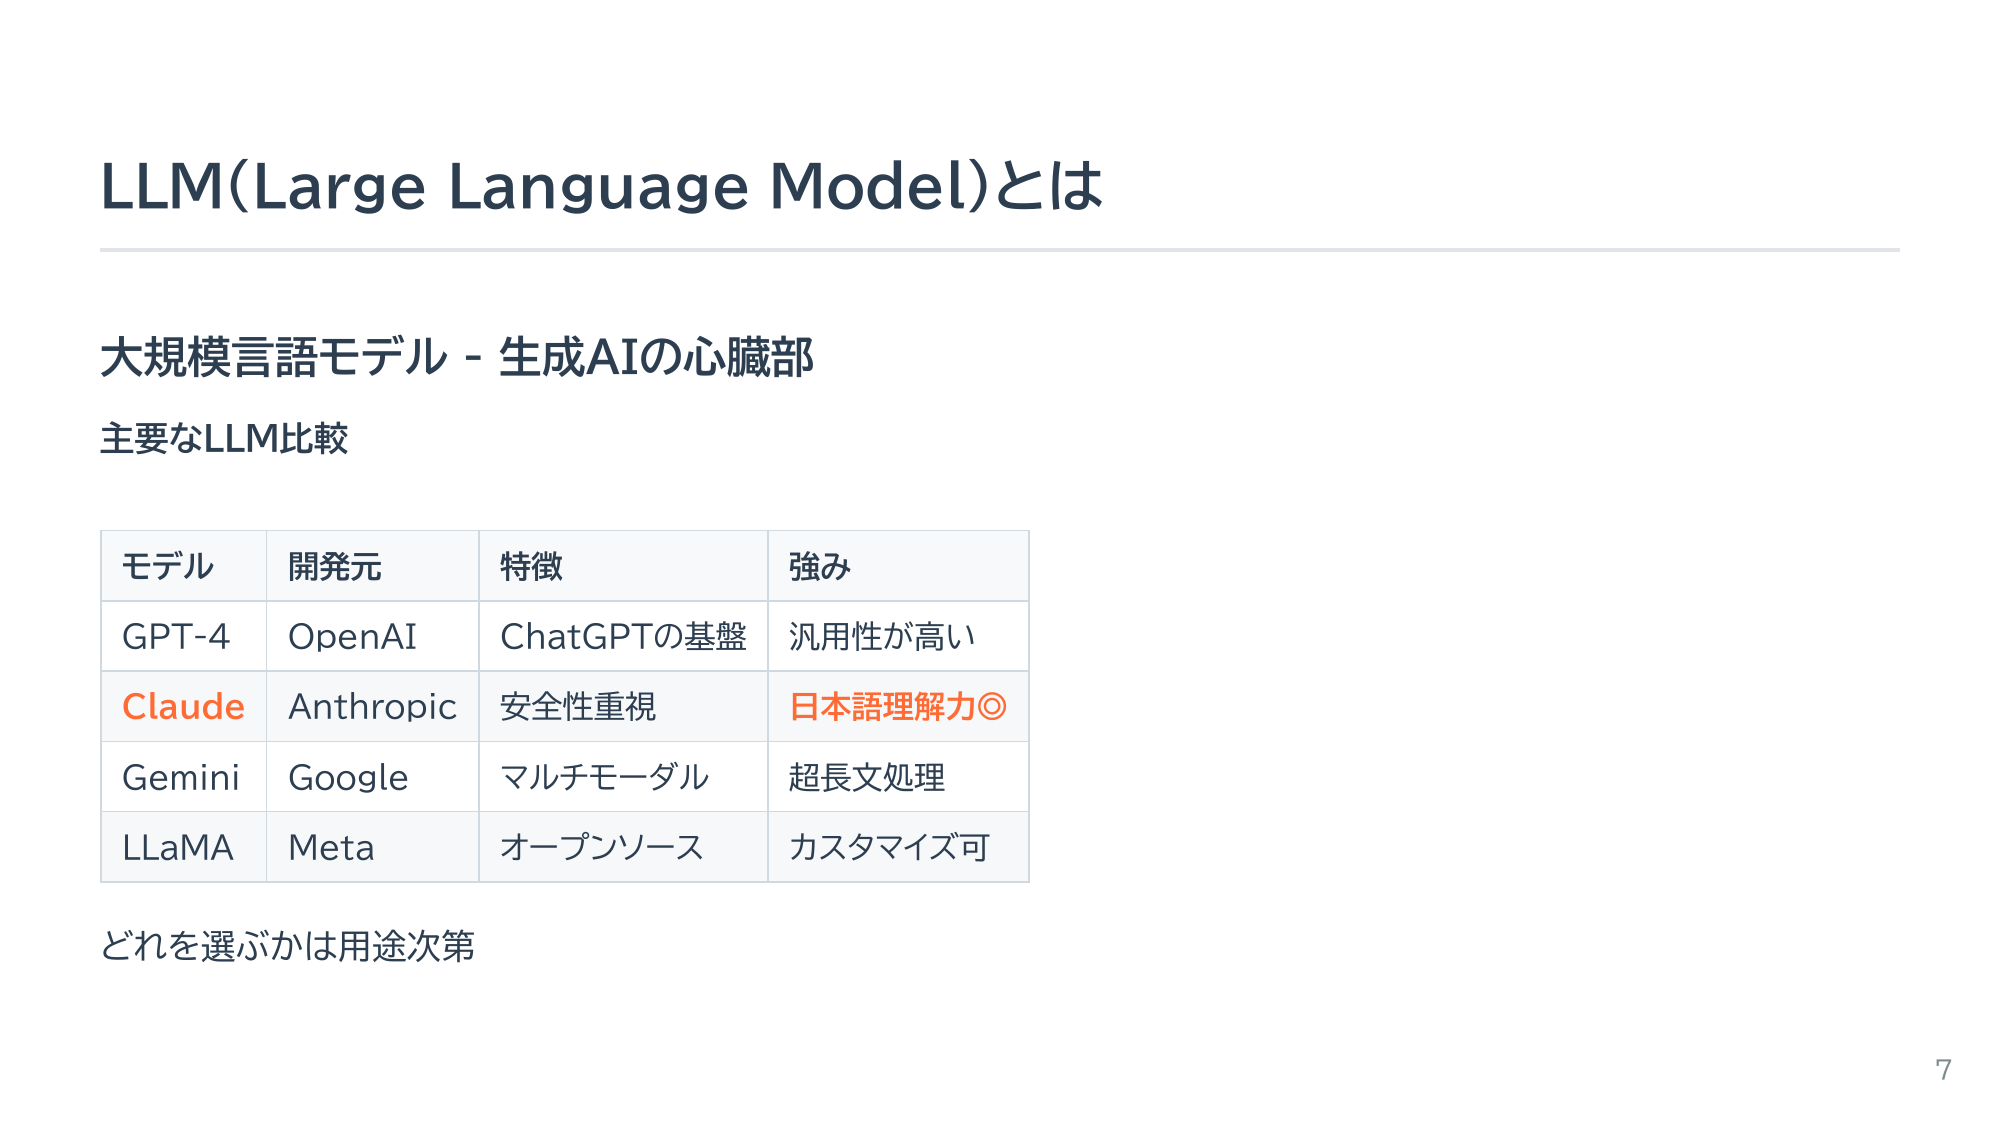 LLM(Large Language Model)とは
大規模言語モデル - 生成AIの心臓部
主要なLLM比較
モデル 開発元 特徴 強み
GPT-4 OpenAI ChatGPTの基盤 汎用性が高い
Claude Anthropic 安全性重視 日本語理解力◎
Gemini Google マルチモーダル 超長文処理
LLaMA Meta オープンソース カスタマイズ可
どれを選ぶかは用途次第
7